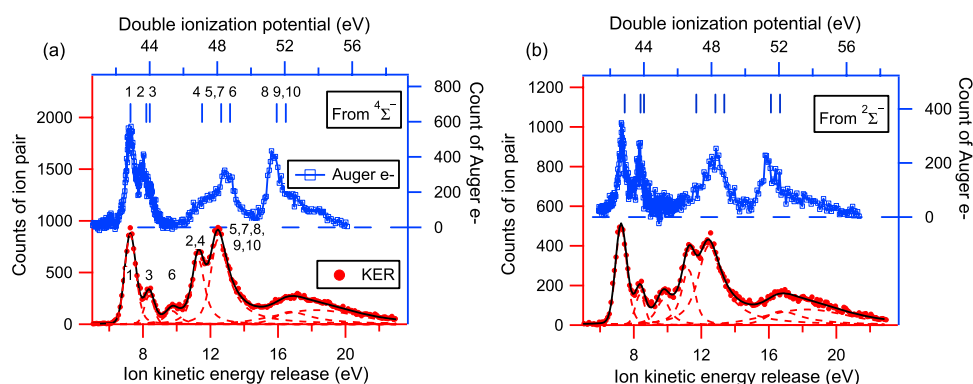 Double ionization potential (eV)
(a)
44 48 52 56
2000
1500
1000
500
0
Counts of ion pair
1 2 3 4 5,7 6 8 9,10
From ⁴Σ⁻
Auger e-
800
600
400
200
0
Count of Auger e-
1 3 6 2,4 5,7,8,
9,10
KER
8 12 16 20
Ion kinetic energy release (eV)
Double ionization potential (eV)
(b)
44 48 52 56
1200
1000
800
600
400
200
0
Counts of ion pair
From ²Σ⁻
400
200
0
Count of Auger e-
8 12 16 20
Ion kinetic energy release (eV)